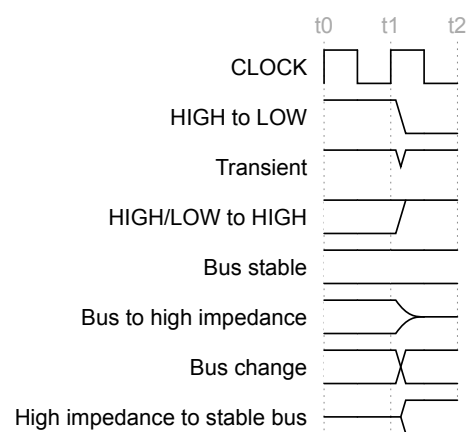 t0 t1 t2
CLOCK
HIGH to LOW
Transient
HIGH/LOW to HIGH
Bus stable
Bus to high impedance
Bus change
High impedance to stable bus